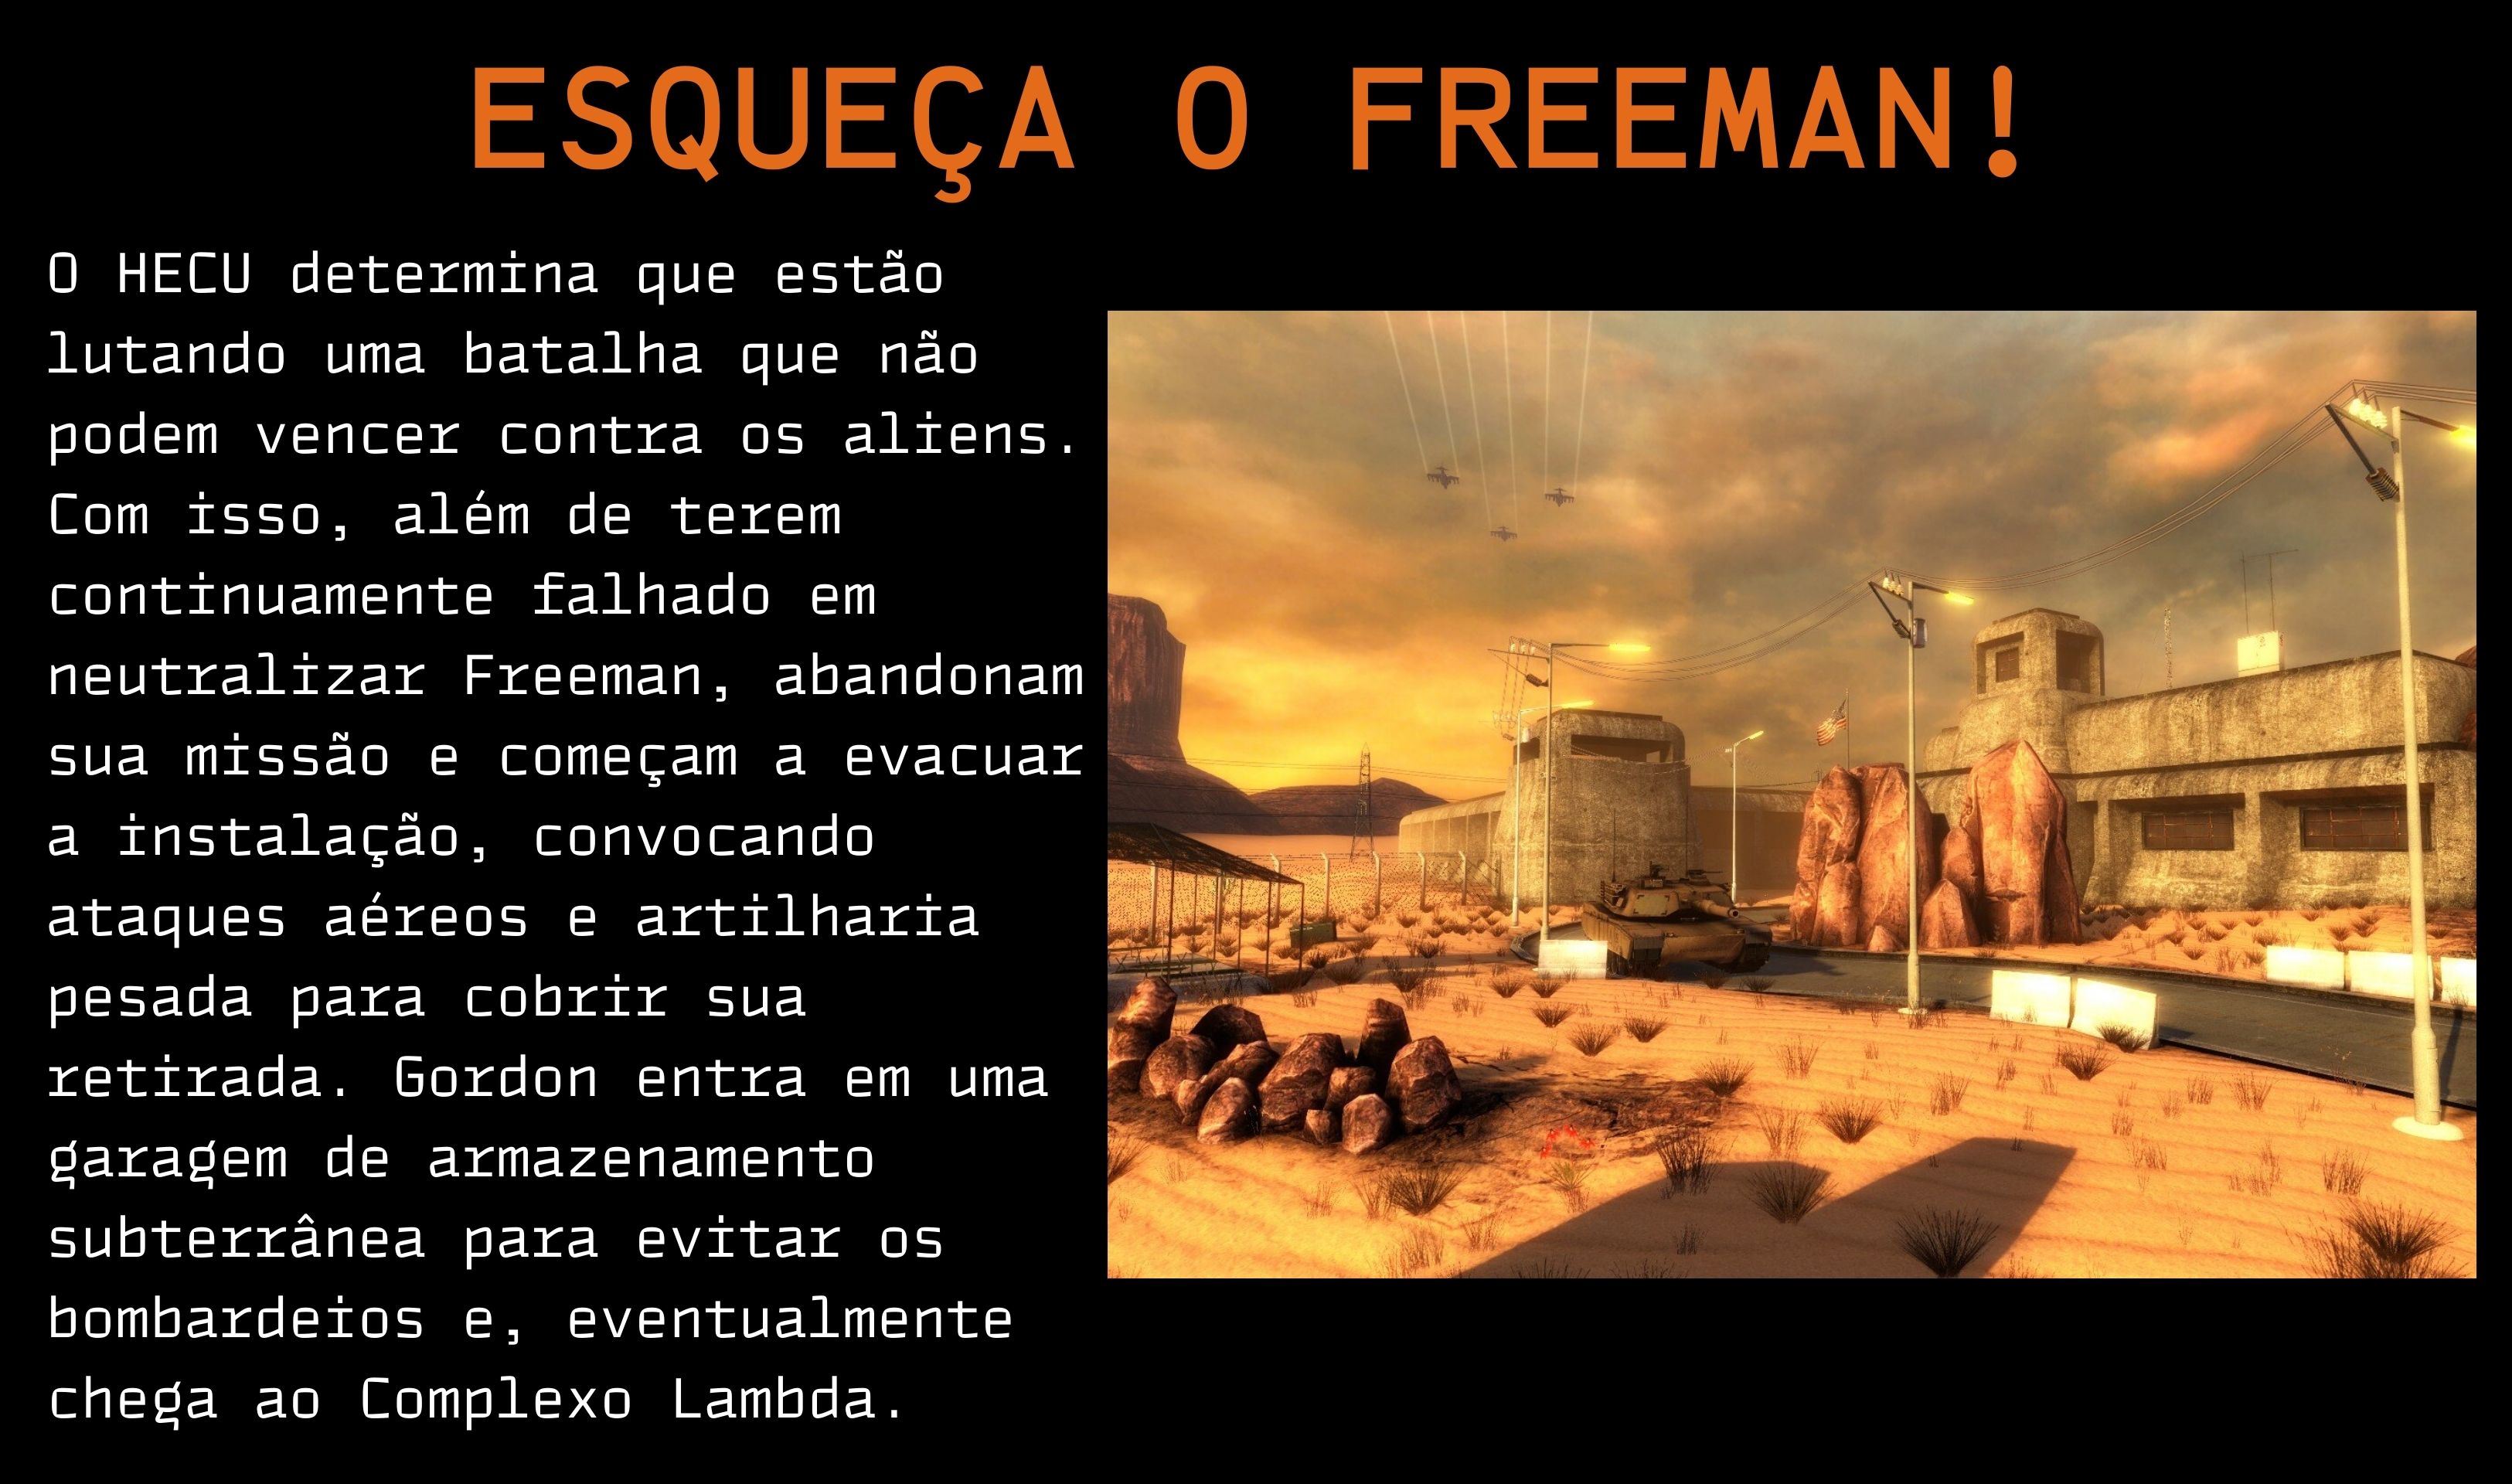 ESQUEÇA O FREEMAN!
O HECU determina que estão
lutando uma batalha que não
podem vencer contra os aliens.
Com isso, além de terem
continuamente falhado em
neutralizar Freeman, abandonam
sua missão e começam a evacuar
a instalação, convocando
ataques aéreos e artilharia
pesada para cobrir sua
retirada. Gordon entra em uma
garagem de armazenamento
subterrânea para evitar os
bombardeios e, eventualmente
chega ao Complexo Lambda.